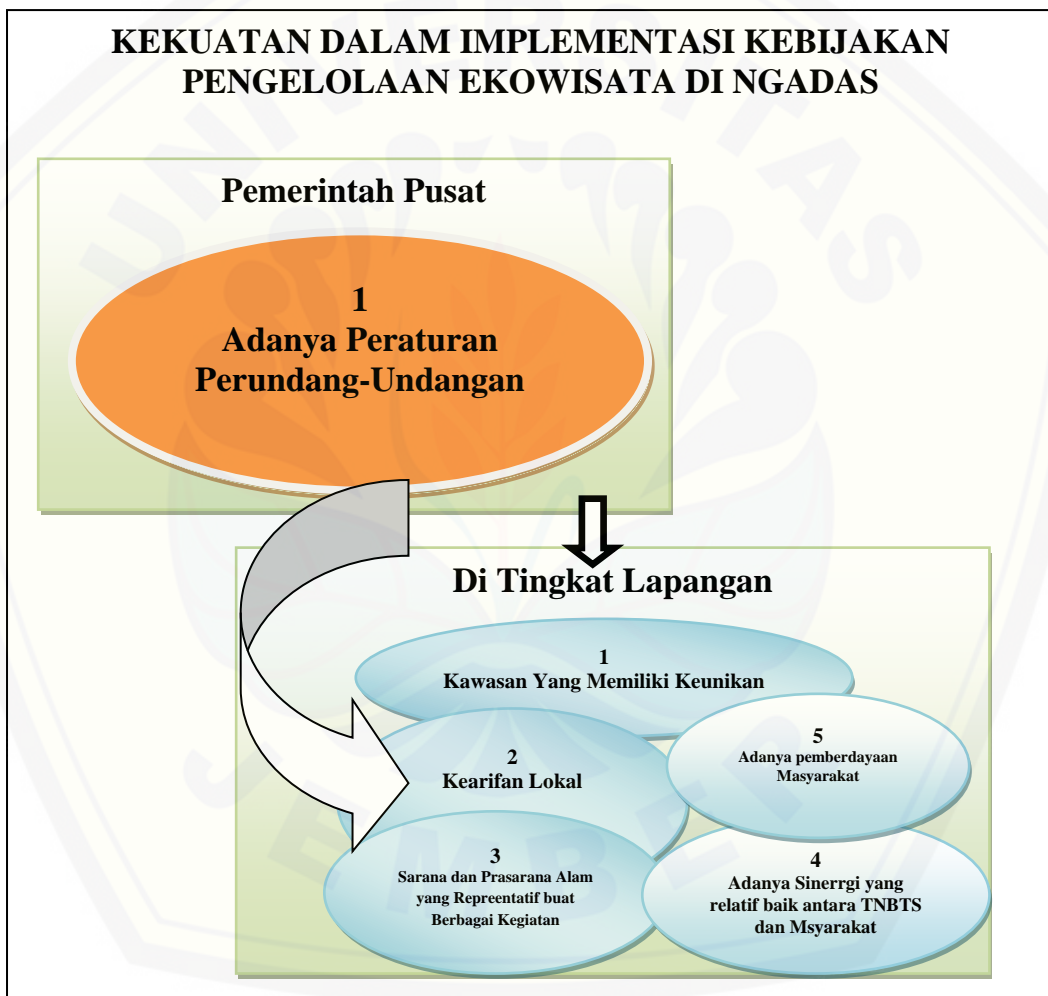 KEKUATAN DALAM IMPLEMENTASI KEBIJAKAN
PENGELOLAAN EKOWISATA DI NGADAS
UNIVERSITAS
Pemerintah Pusat
1
Adanya Peraturan
Perundang-Undangan
Di Tingkat Lapangan
1
Kawasan Yang Memiliki Keunikan
2
Kearifan Lokal
3
Sarana dan Prasarana Alam
yang Repreentatif buat
Berbagai Kegiatan
5
Adanya pemberdayaan
Masyarakat
4
Adanya Sinerrgi yang
relatif baik antara TNBTS
dan Msyarakat
JEMBER